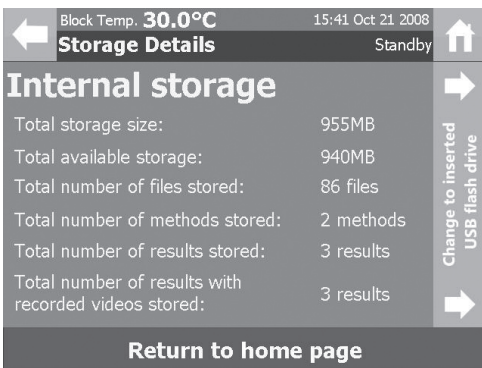 Block Temp. 30.0°C 15:41 Oct 21 2008
Storage Details Standby
Internal storage
Total storage size: 955MB
Total available storage: 940MB
Total number of files stored: 86 files
Total number of methods stored: 2 methods
Total number of results stored: 3 results
Total number of results with
recorded videos stored: 3 results
Change to inserted
USB flash drive
Return to home page